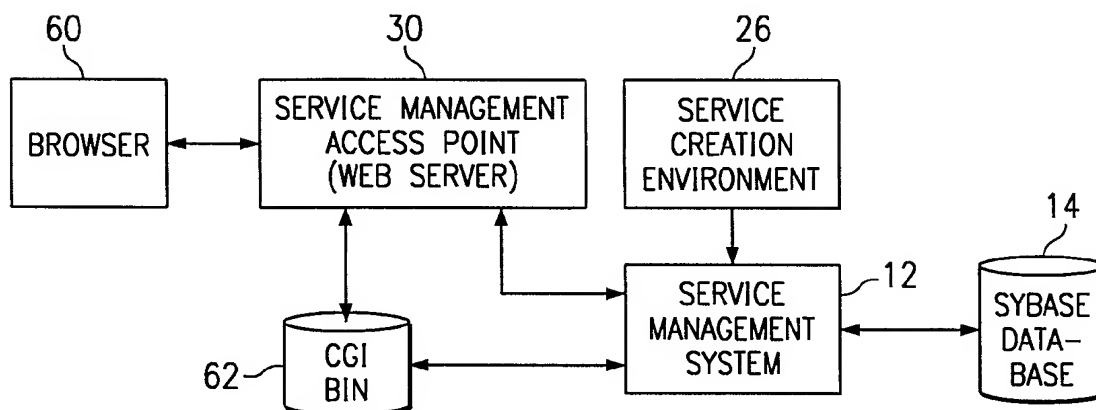 60
30
26
BROWSER
SERVICE MANAGEMENT
ACCESS POINT
(WEB SERVER)
SERVICE
CREATION
ENVIRONMENT
14
12
SERVICE
MANAGEMENT
SYSTEM
SYBASE
DATA-
BASE
62
CGI
BIN